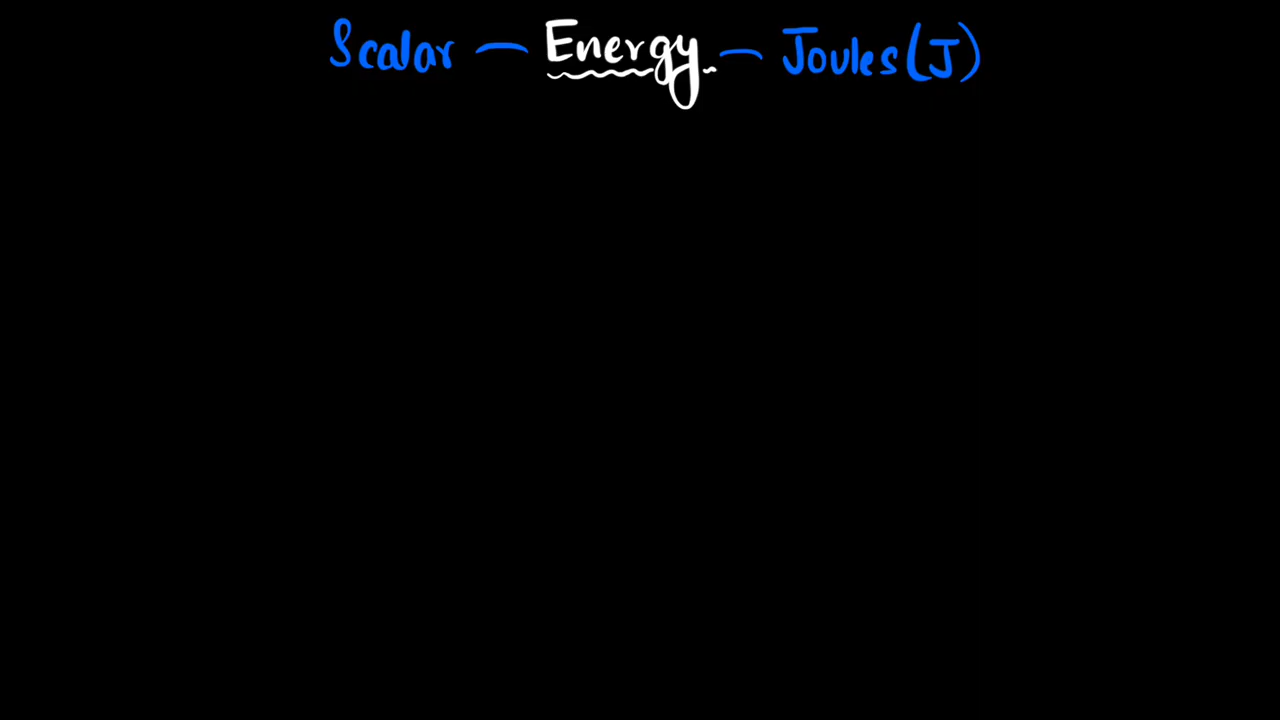 Scalar — Energy — Joules (J)